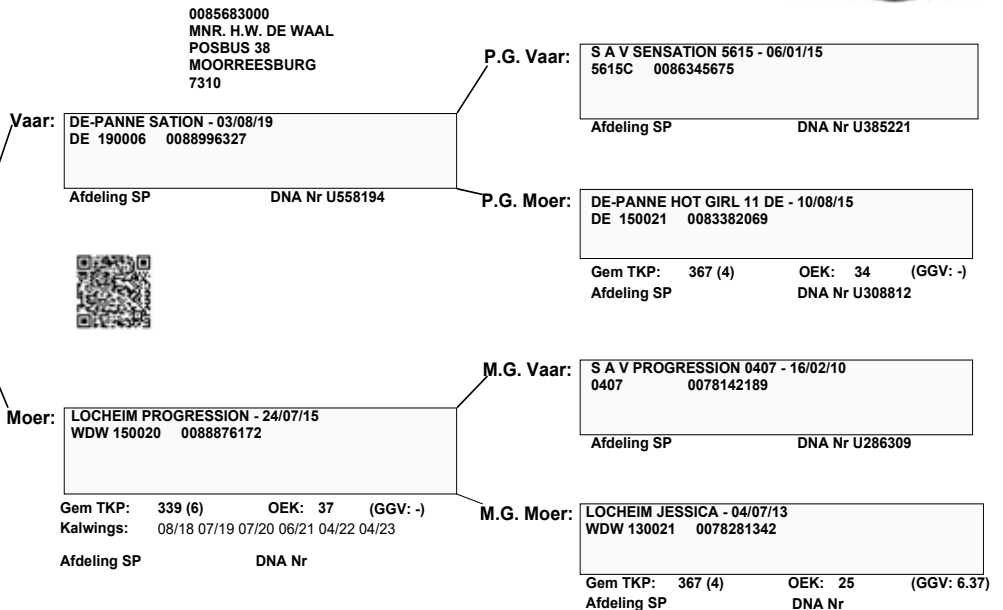 0085683000
MNR. H.W. DE WAAL
POSBUS 38
MOORREESBURG
7310
Vaar:
DE-PANNE SATION - 03/08/19
DE 190006 0088996327
Afdeling SP DNA Nr U558194
P.G. Vaar:
S A V SENSATION 5615 - 06/01/15
5615C 0086345675
Afdeling SP DNA Nr U385221
P.G. Moer:
DE-PANNE HOT GIRL 11 DE - 10/08/15
DE 150021 0083382069
Gem TKP: 367 (4) OEK: 34 (GGV: -)
Afdeling SP DNA Nr U308812
Moer:
LOCHEIM PROGRESSION - 24/07/15
WDW 150020 0088876172
Gem TKP: 339 (6) OEK: 37 (GGV: -)
Kalwings: 08/18 07/19 07/20 06/21 04/22 04/23
Afdeling SP DNA Nr
M.G. Vaar:
S A V PROGRESSION 0407 - 16/02/10
0407 0078142189
Afdeling SP DNA Nr U286309
M.G. Moer:
LOCHEIM JESSICA - 04/07/13
WDW 130021 0078281342
Gem TKP: 367 (4) OEK: 25 (GGV: 6.37)
Afdeling SP DNA Nr